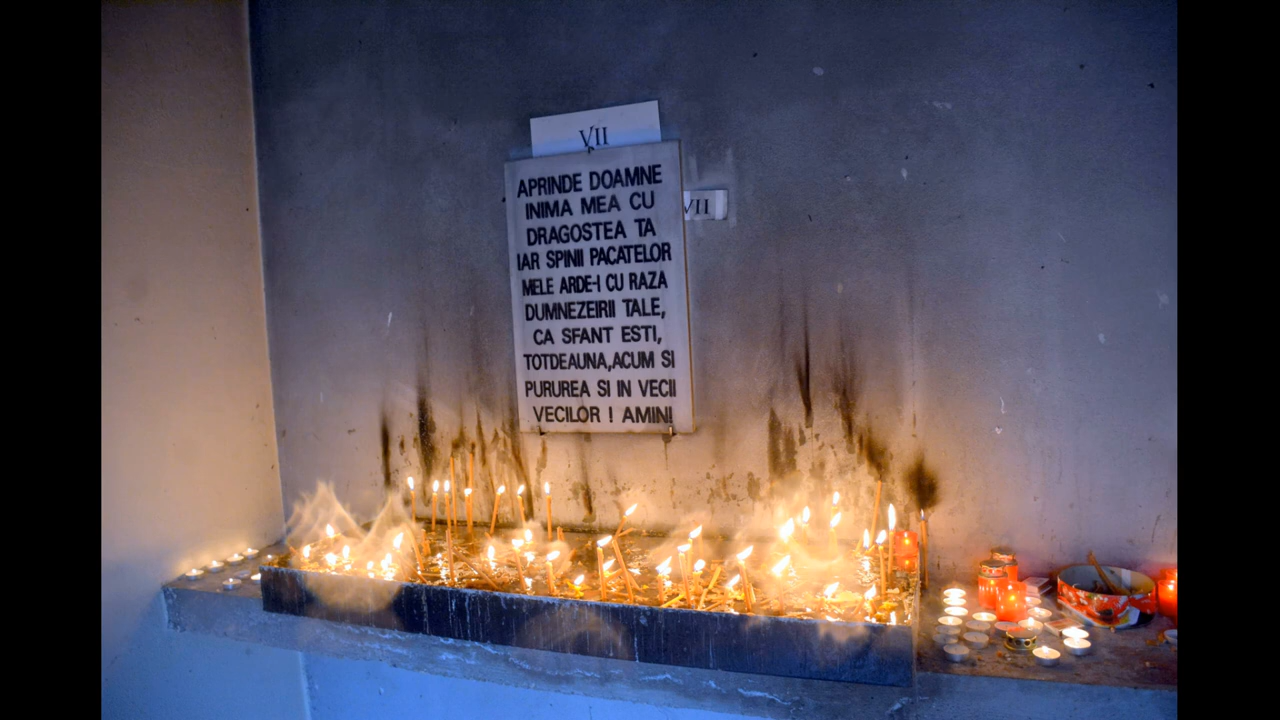 VII
APRINDE DOAMNE
INIMA MEA CU
DRAGOSTEA TA
IAR SPINII PACATELOR
MELE ARDE-I CU RAZA
DUMNEZEIRII TALE,
CA SFANT ESTI,
TOTDEAUNA,ACUM SI
PURUREA SI IN VECII
VECILOR ! AMIN!
VII